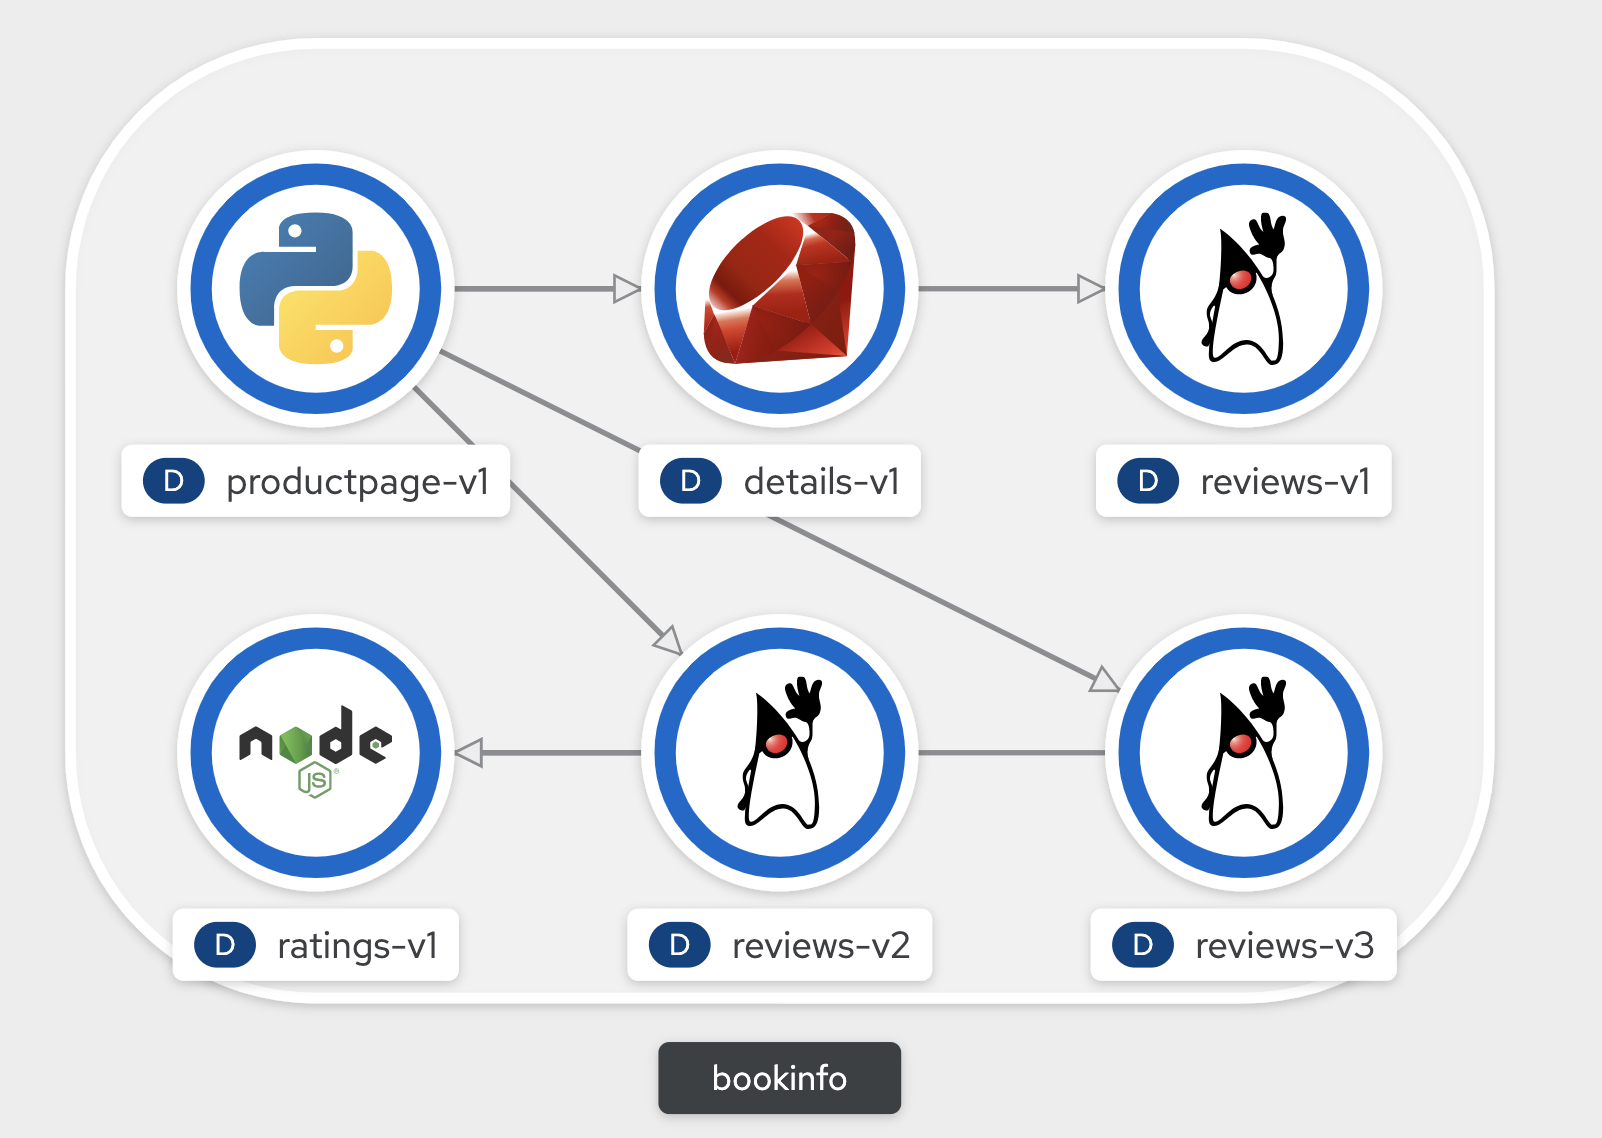 D productpage-v1
D details-v1
D reviews-v1
node
JS
D ratings-v1
D reviews-v2
D reviews-v3
bookinfo